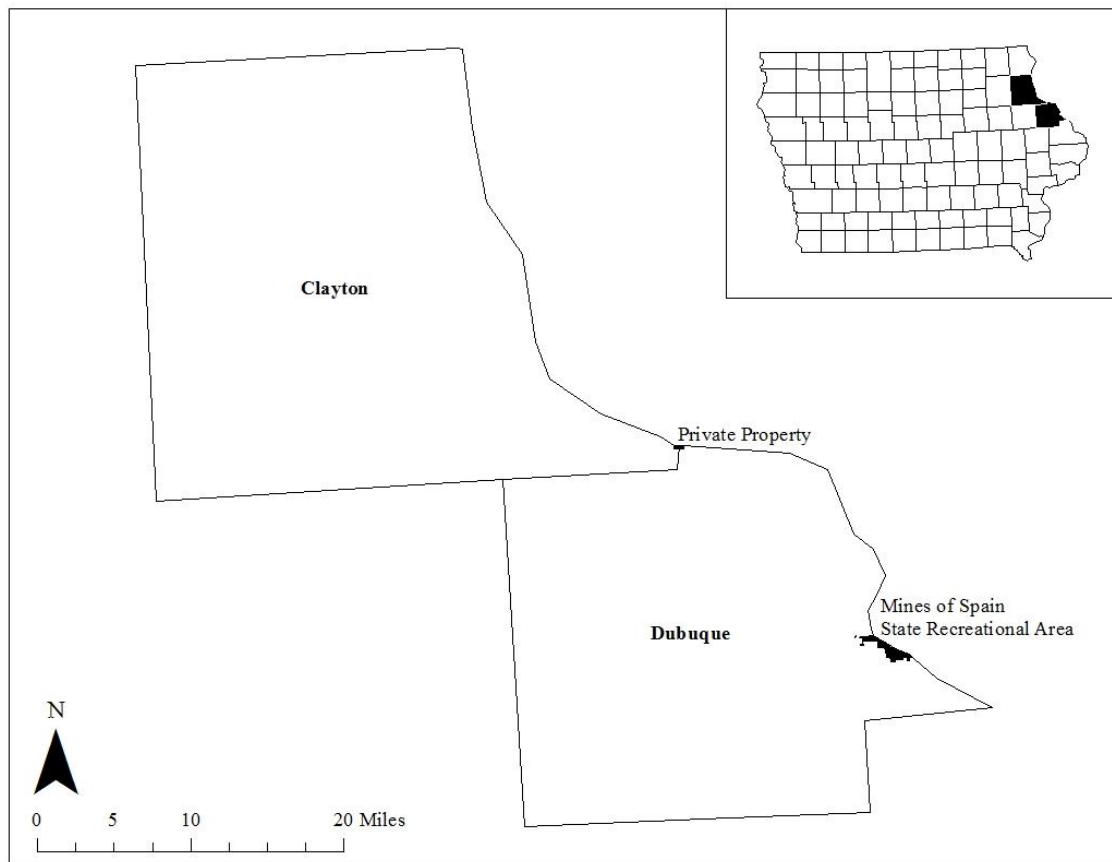 Clayton
Private Property
Mines of Spain
State Recreational Area
Dubuque
N
0 5 10 20 Miles